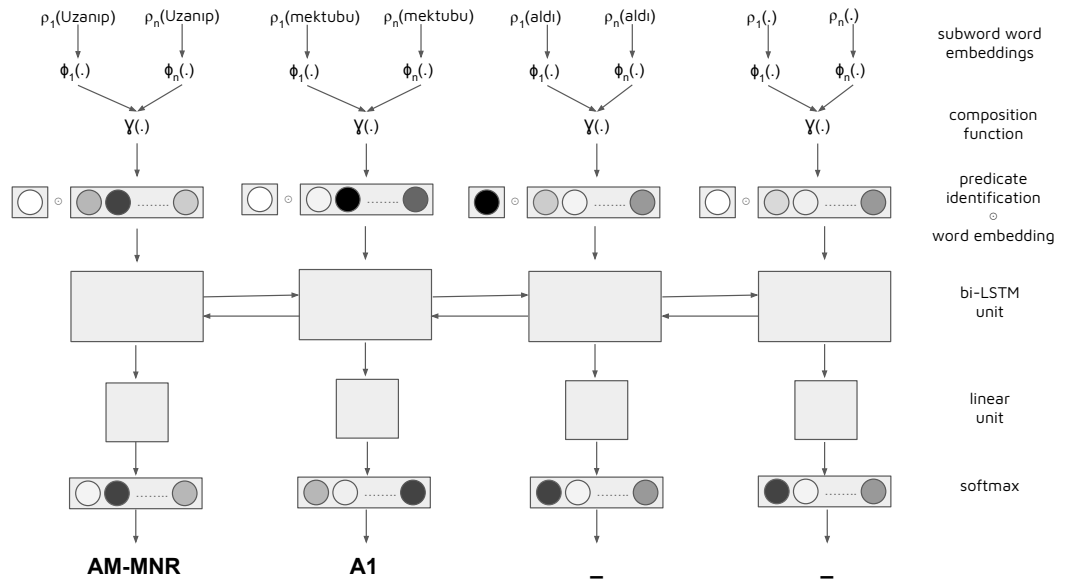 ρ1(Uzanıp) ρn(Uzanıp) ρ1(mektubu) ρn(mektubu) ρ1(aldı) ρn(aldı) ρ1(.) ρn(.)
subword word
embeddings
ϕ1(.) ϕn(.) ϕ1(.) ϕn(.) ϕ1(.) ϕn(.) ϕ1(.) ϕn(.)
Ɣ(.) Ɣ(.) Ɣ(.) Ɣ(.)
composition
function
⊙ ........ ⊙ ........ ⊙ ........ ⊙ ........
predicate
identification
⊙
word embedding
bi-LSTM
unit
linear
unit
........ ........ ........ ........
softmax
AM-MNR A1 _ _